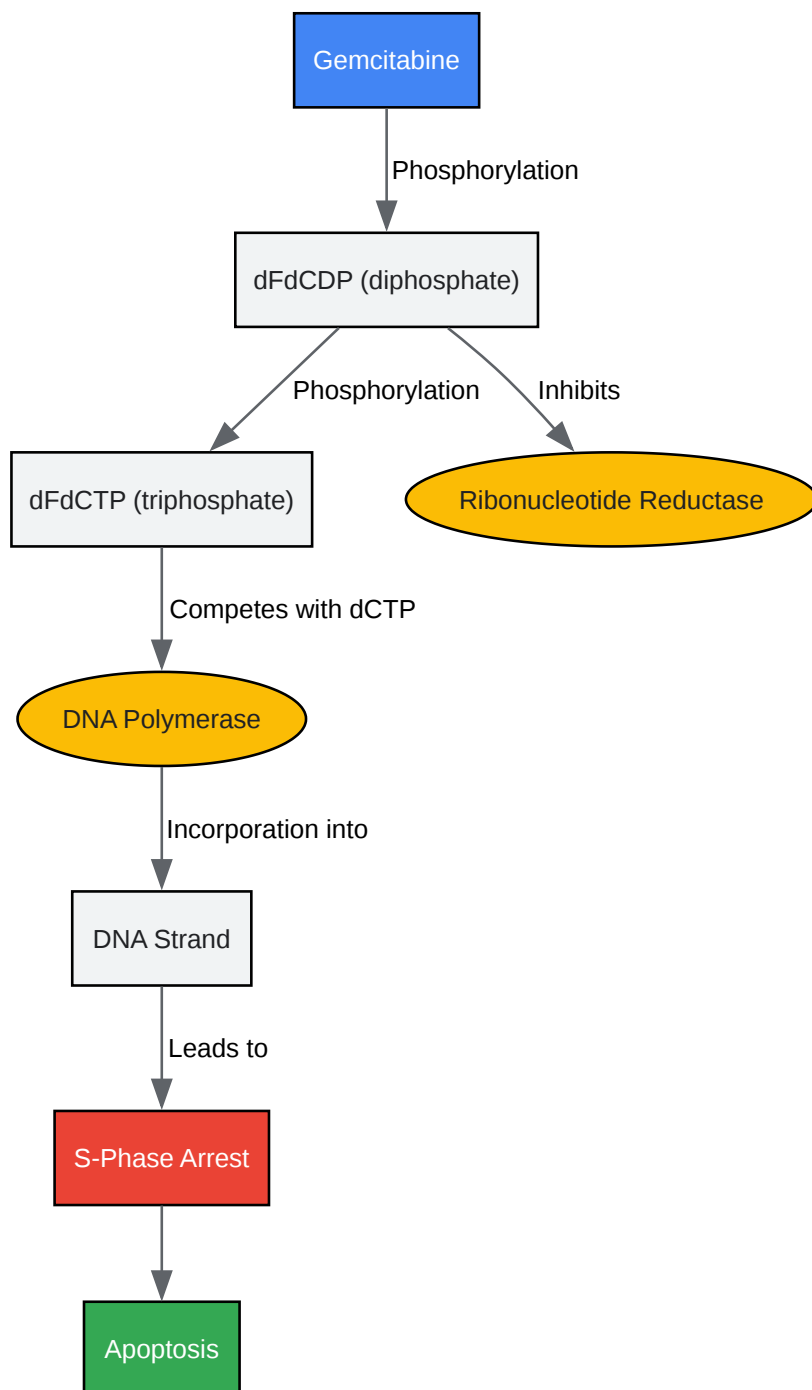 Gemcitabine
Phosphorylation
dFdCDP (diphosphate)
Phosphorylation
Inhibits
dFdCTP (triphosphate)
Ribonucleotide Reductase
Competes with dCTP
DNA Polymerase
Incorporation into
DNA Strand
Leads to
S-Phase Arrest
Apoptosis